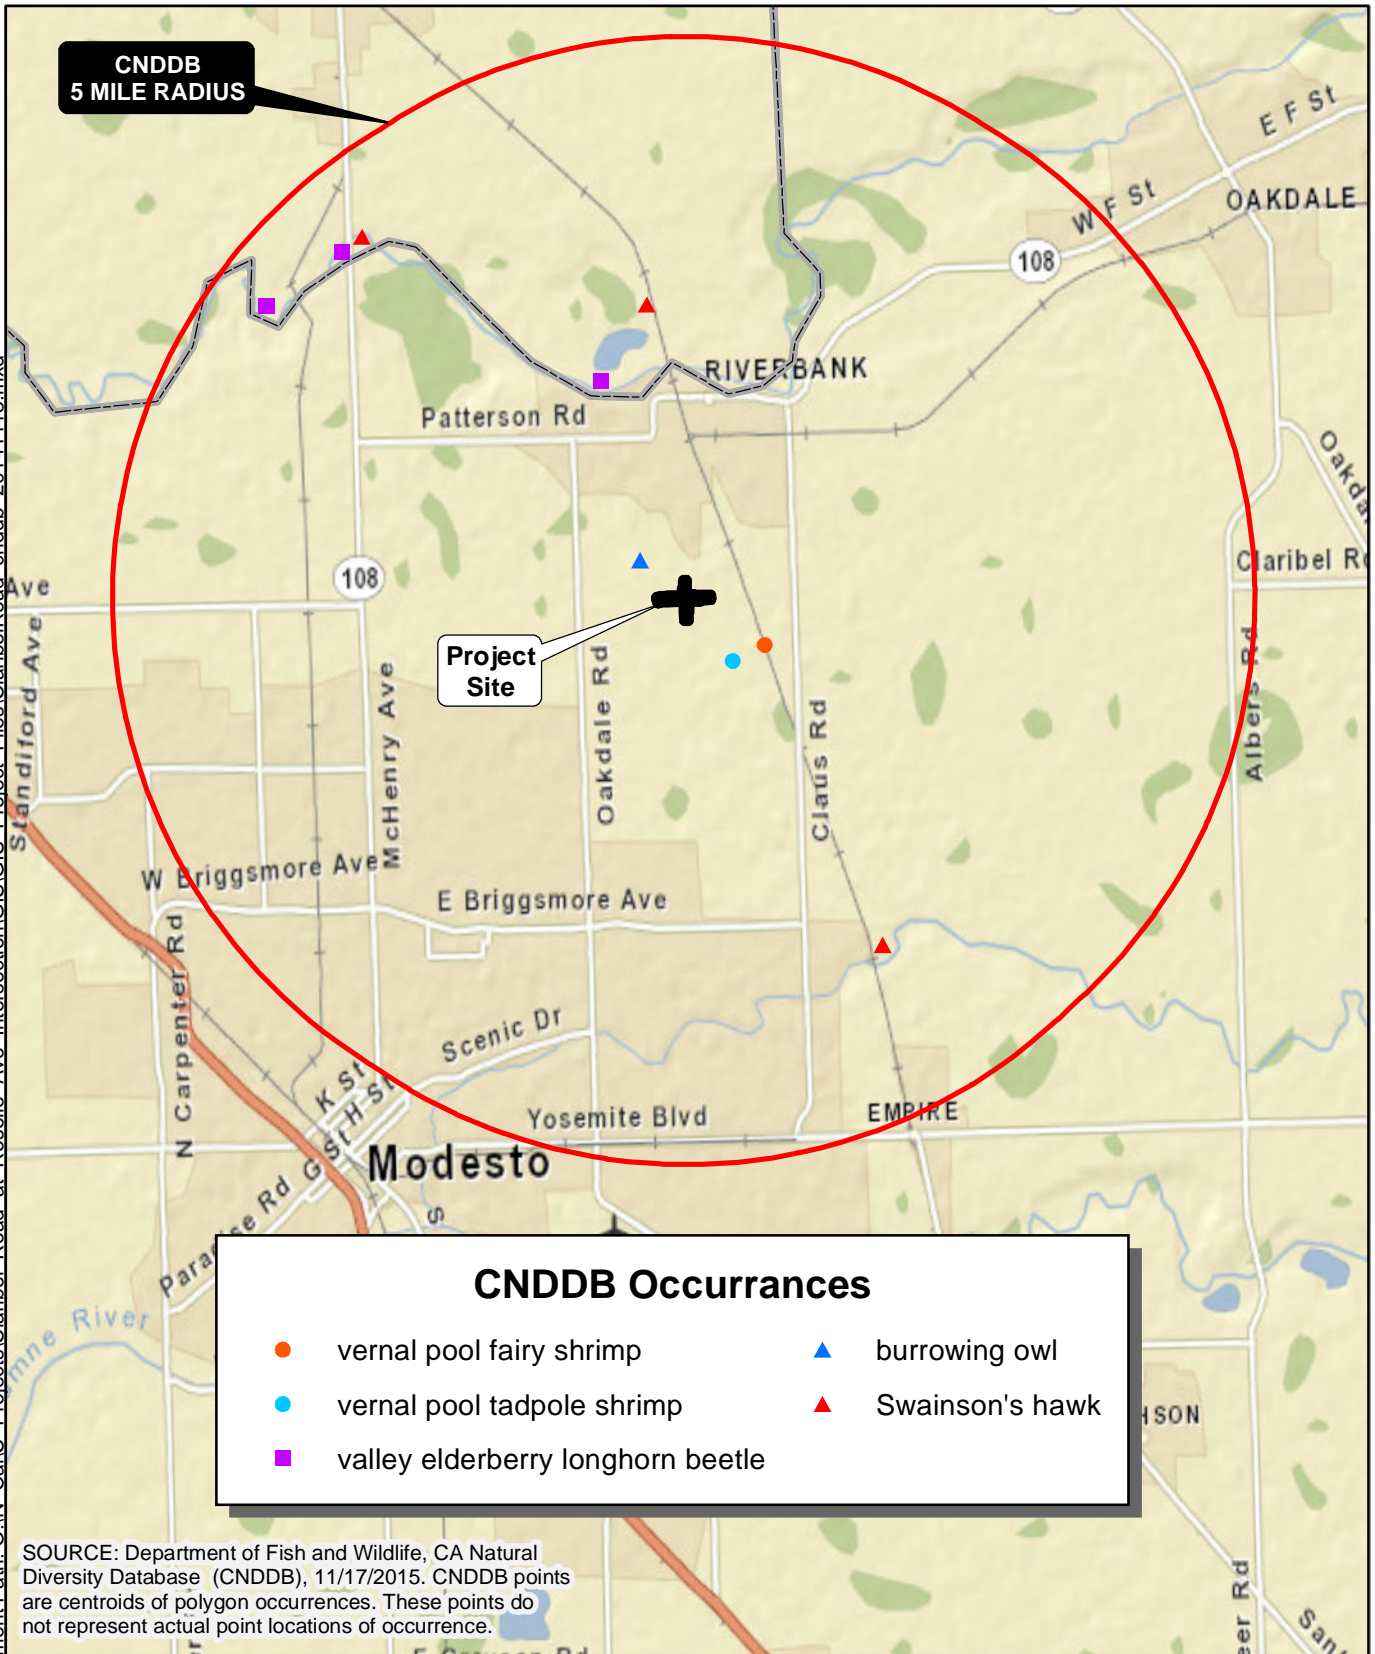 CNDDB
5 MILE RADIUS
E F St
W F St
OAKDALE
108
RIVERBANK
Patterson Rd
108
Ave
Claribel
Standiford Ave
McHenry Ave
Project
Site
Oakdale Rd
Claus Rd
Albers Rd
W Briggsmore Ave
E Briggsmore Ave
N Carpenter Rd
Scenic Dr
K St
H St
G St
Yosemite Blvd
EMPIRE
Modesto
S
Paradise Rd
River
CNDDB Occurrances
vernal pool fairy shrimp
burrowing owl
vernal pool tadpole shrimp
Swainson's hawk
valley elderberry longhorn beetle
HSON
SOURCE: Department of Fish and Wildlife, CA Natural
Diversity Database (CNDDB), 11/17/2015. CNDDB points
are centroids of polygon occurrences. These points do
not represent actual point locations of occurrence.